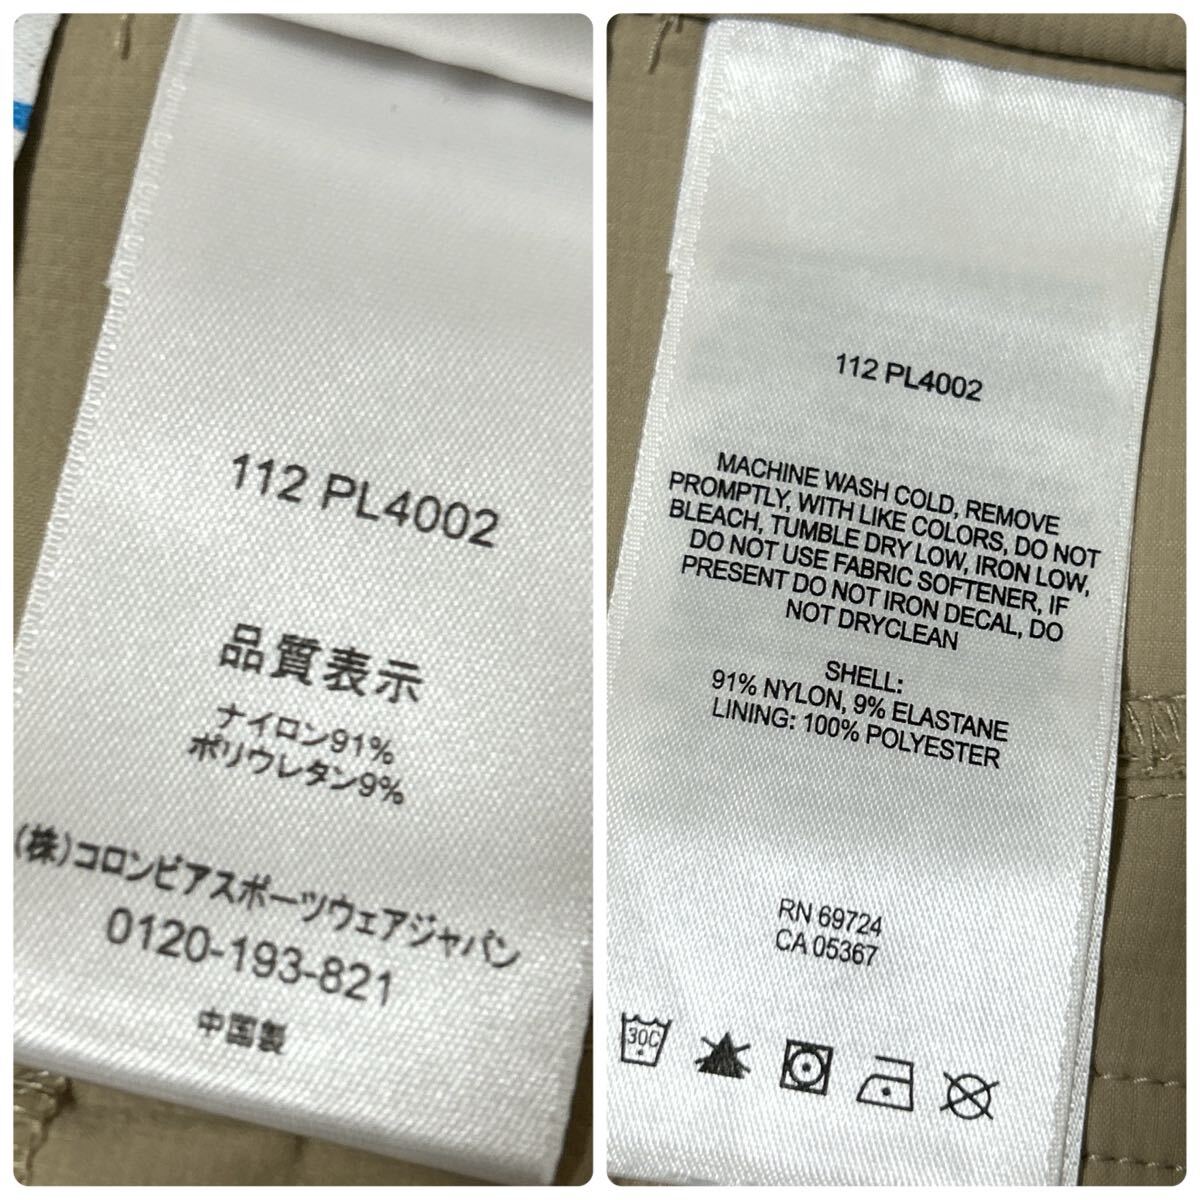 112 PL4002
品質表示
ナイロン91%
ポリウレタン9%
(株)コロンビアスポーツウェアジャパン
0120-193-821
中国製
112 PL4002
MACHINE WASH COLD, REMOVE
PROMPTLY, WITH LIKE COLORS, DO NOT
BLEACH, TUMBLE DRY LOW, IRON LOW,
DO NOT USE FABRIC SOFTENER, IF
PRESENT DO NOT IRON DECAL, DO
NOT DRYCLEAN
SHELL:
91% NYLON, 9% ELASTANE
LINING: 100% POLYESTER
RN 69724
CA 05367
30C